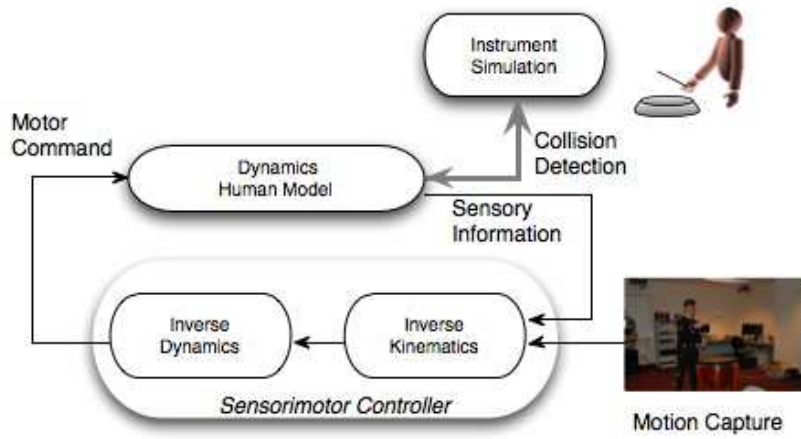 Instrument
Simulation
Motor
Command
Collision
Detection
Dynamics
Human Model
Sensory
Information
Inverse
Dynamics
Inverse
Kinematics
Sensorimotor Controller
Motion Capture